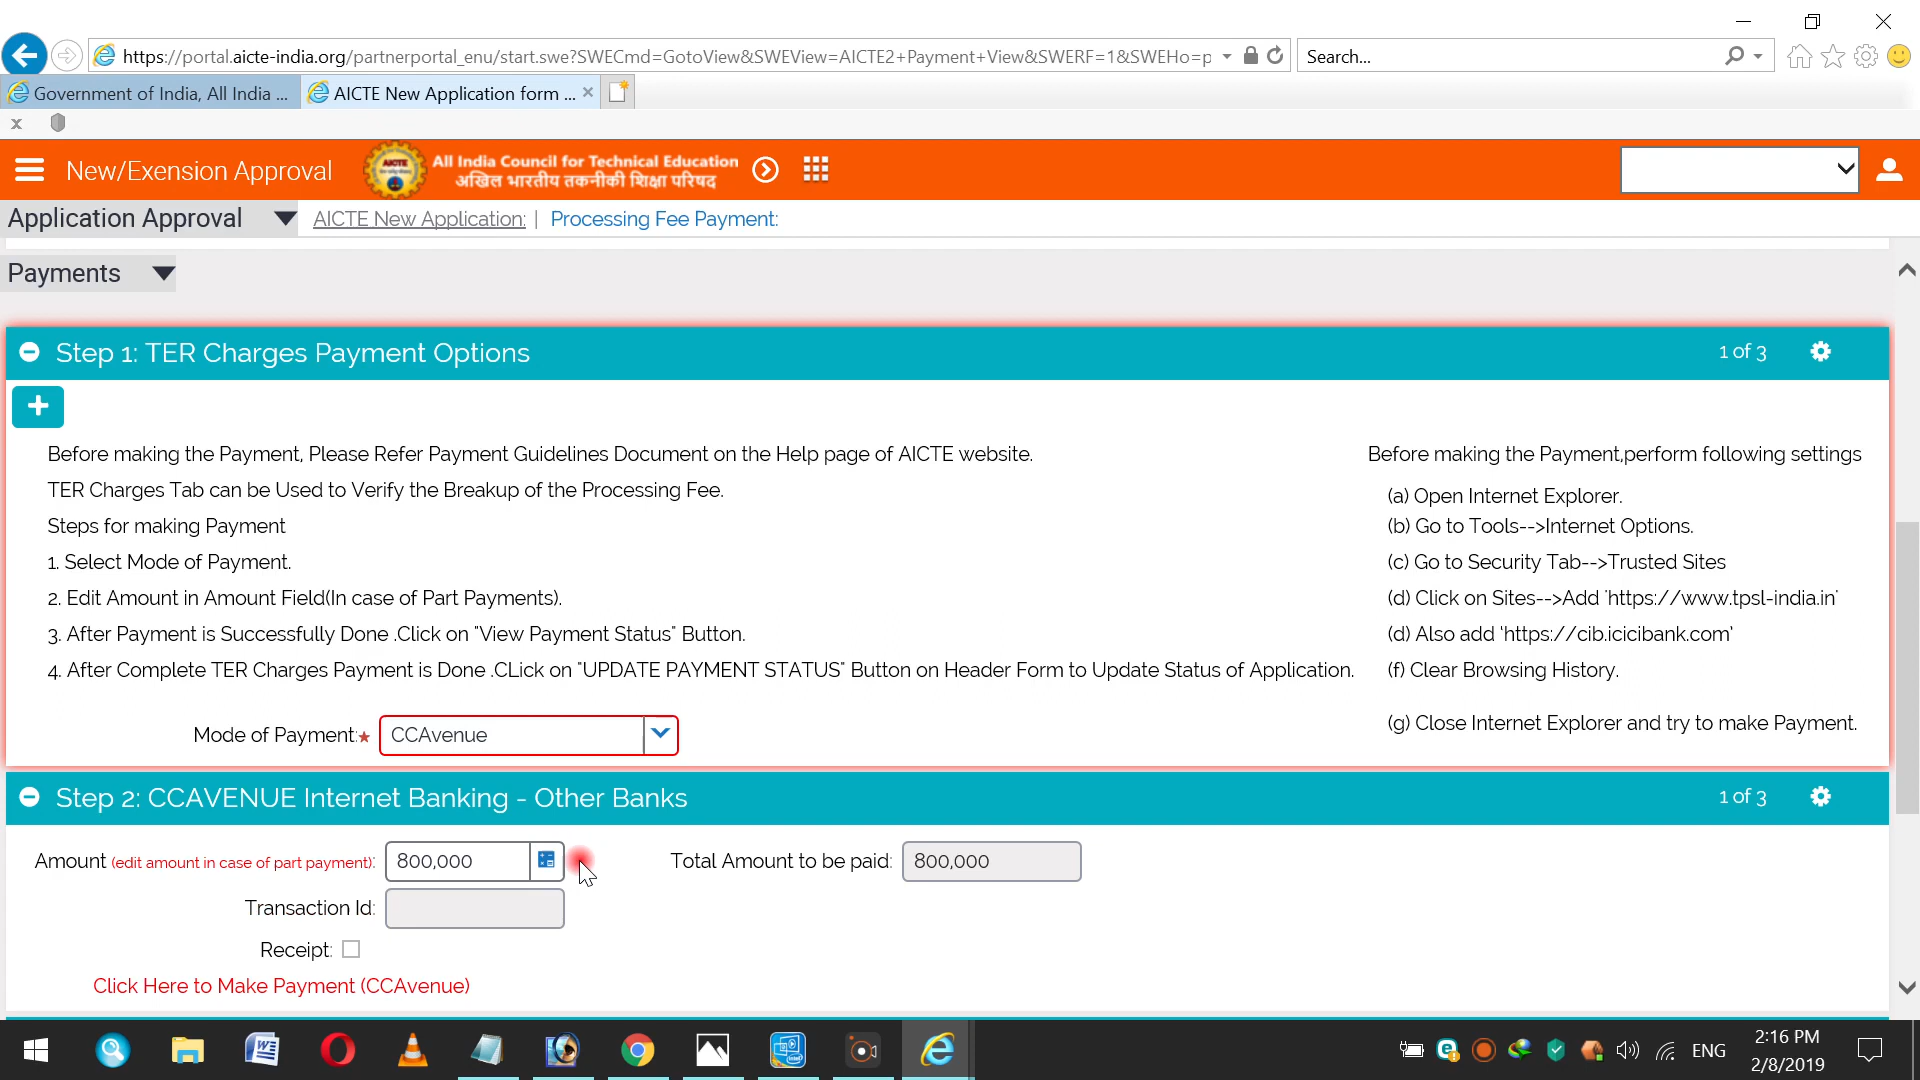 https://portal.aicte-india.org/partnerportal_enu/start.swe?SWECmd=GotoView&SWEView=AICTE2+Payment+View&SWERF=1&SWEHo=p
Search...
Government of India, All India ...
AICTE New Application form ...
x
New/Exension Approval
AICTE
All India Council for Technical Education
अखिल भारतीय तकनीकी शिक्षा परिषद
Application Approval
AICTE New Application: | Processing Fee Payment:
Payments
Step 1: TER Charges Payment Options
1 of 3
Before making the Payment, Please Refer Payment Guidelines Document on the Help page of AICTE website.
TER Charges Tab can be Used to Verify the Breakup of the Processing Fee.
Steps for making Payment
1. Select Mode of Payment.
2. Edit Amount in Amount Field(In case of Part Payments).
3. After Payment is Successfully Done .Click on "View Payment Status" Button.
4. After Complete TER Charges Payment is Done .CLick on "UPDATE PAYMENT STATUS" Button on Header Form to Update Status of Application.
Before making the Payment,perform following settings
(a) Open Internet Explorer.
(b) Go to Tools-->Internet Options.
(c) Go to Security Tab-->Trusted Sites
(d) Click on Sites-->Add 'https://www.tpsl-india.in'
(d) Also add ‘https://cib.icicibank.com’
(f) Clear Browsing History.
(g) Close Internet Explorer and try to make Payment.
Mode of Payment:★ CCAvenue
Step 2: CCAVENUE Internet Banking - Other Banks
1 of 3
Amount (edit amount in case of part payment): 800,000
Total Amount to be paid: 800,000
Transaction Id:
Receipt:
Click Here to Make Payment (CCAvenue)
ENG
2:16 PM
2/8/2019